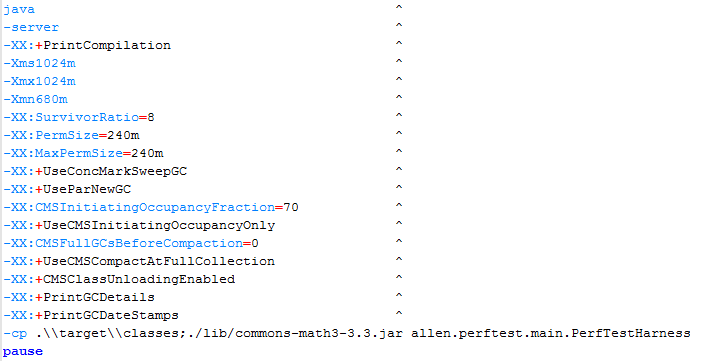 java ^
-server ^
-XX:+PrintCompilation ^
-Xms1024m ^
-Xmx1024m ^
-Xmn680m ^
-XX:SurvivorRatio=8 ^
-XX:PermSize=240m ^
-XX:MaxPermSize=240m ^
-XX:+UseConcMarkSweepGC ^
-XX:+UseParNewGC ^
-XX:CMSInitiatingOccupancyFraction=70 ^
-XX:+UseCMSInitiatingOccupancyOnly ^
-XX:CMSFullGCsBeforeCompaction=0 ^
-XX:+UseCMSCompactAtFullCollection ^
-XX:+CMSClassUnloadingEnabled ^
-XX:+PrintGCDetails ^
-XX:+PrintGCDateStamps ^
-cp .\\target\\classes;./lib/commons-math3-3.3.jar allen.perftest.main.PerfTestHarness
pause